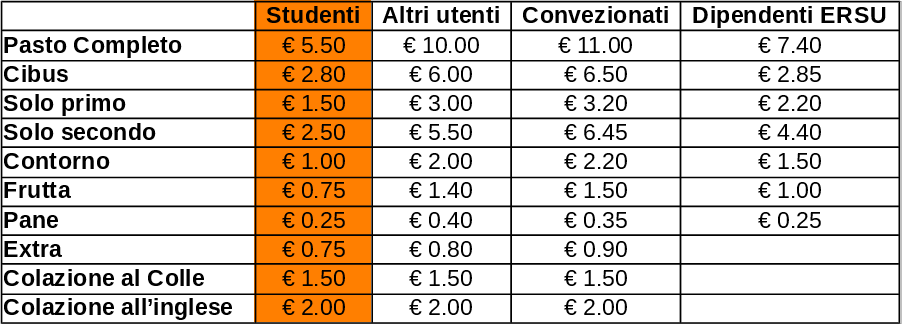 Studenti Altri utenti Convezionati Dipendenti ERSU
Pasto Completo € 5.50 € 10.00 € 11.00 € 7.40
Cibus € 2.80 € 6.00 € 6.50 € 2.85
Solo primo € 1.50 € 3.00 € 3.20 € 2.20
Solo secondo € 2.50 € 5.50 € 6.45 € 4.40
Contorno € 1.00 € 2.00 € 2.20 € 1.50
Frutta € 0.75 € 1.40 € 1.50 € 1.00
Pane € 0.25 € 0.40 € 0.35 € 0.25
Extra € 0.75 € 0.80 € 0.90
Colazione al Colle € 1.50 € 1.50 € 1.50
Colazione all’inglese € 2.00 € 2.00 € 2.00